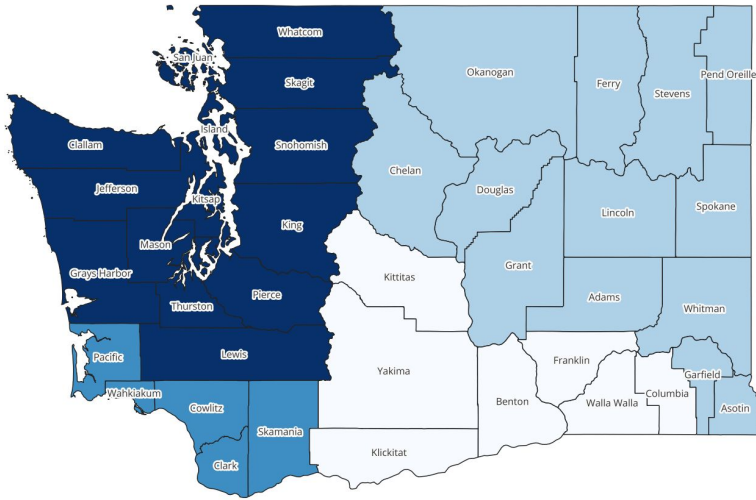 Whatcom
San Juan
Skagit
Okanogan
Ferry
Stevens
Pend Oreille
Island
Clallam
Snohomish
Chelan
Jefferson
Kitsap
Douglas
Lincoln
Spokane
King
Mason
Grays Harbor
Kittitas
Grant
Thurston
Pierce
Adams
Whitman
Pacific
Lewis
Yakima
Franklin
Garfield
Wahkiakum
Cowlitz
Skamania
Benton
Walla Walla
Columbia
Asotin
Clark
Klickitat